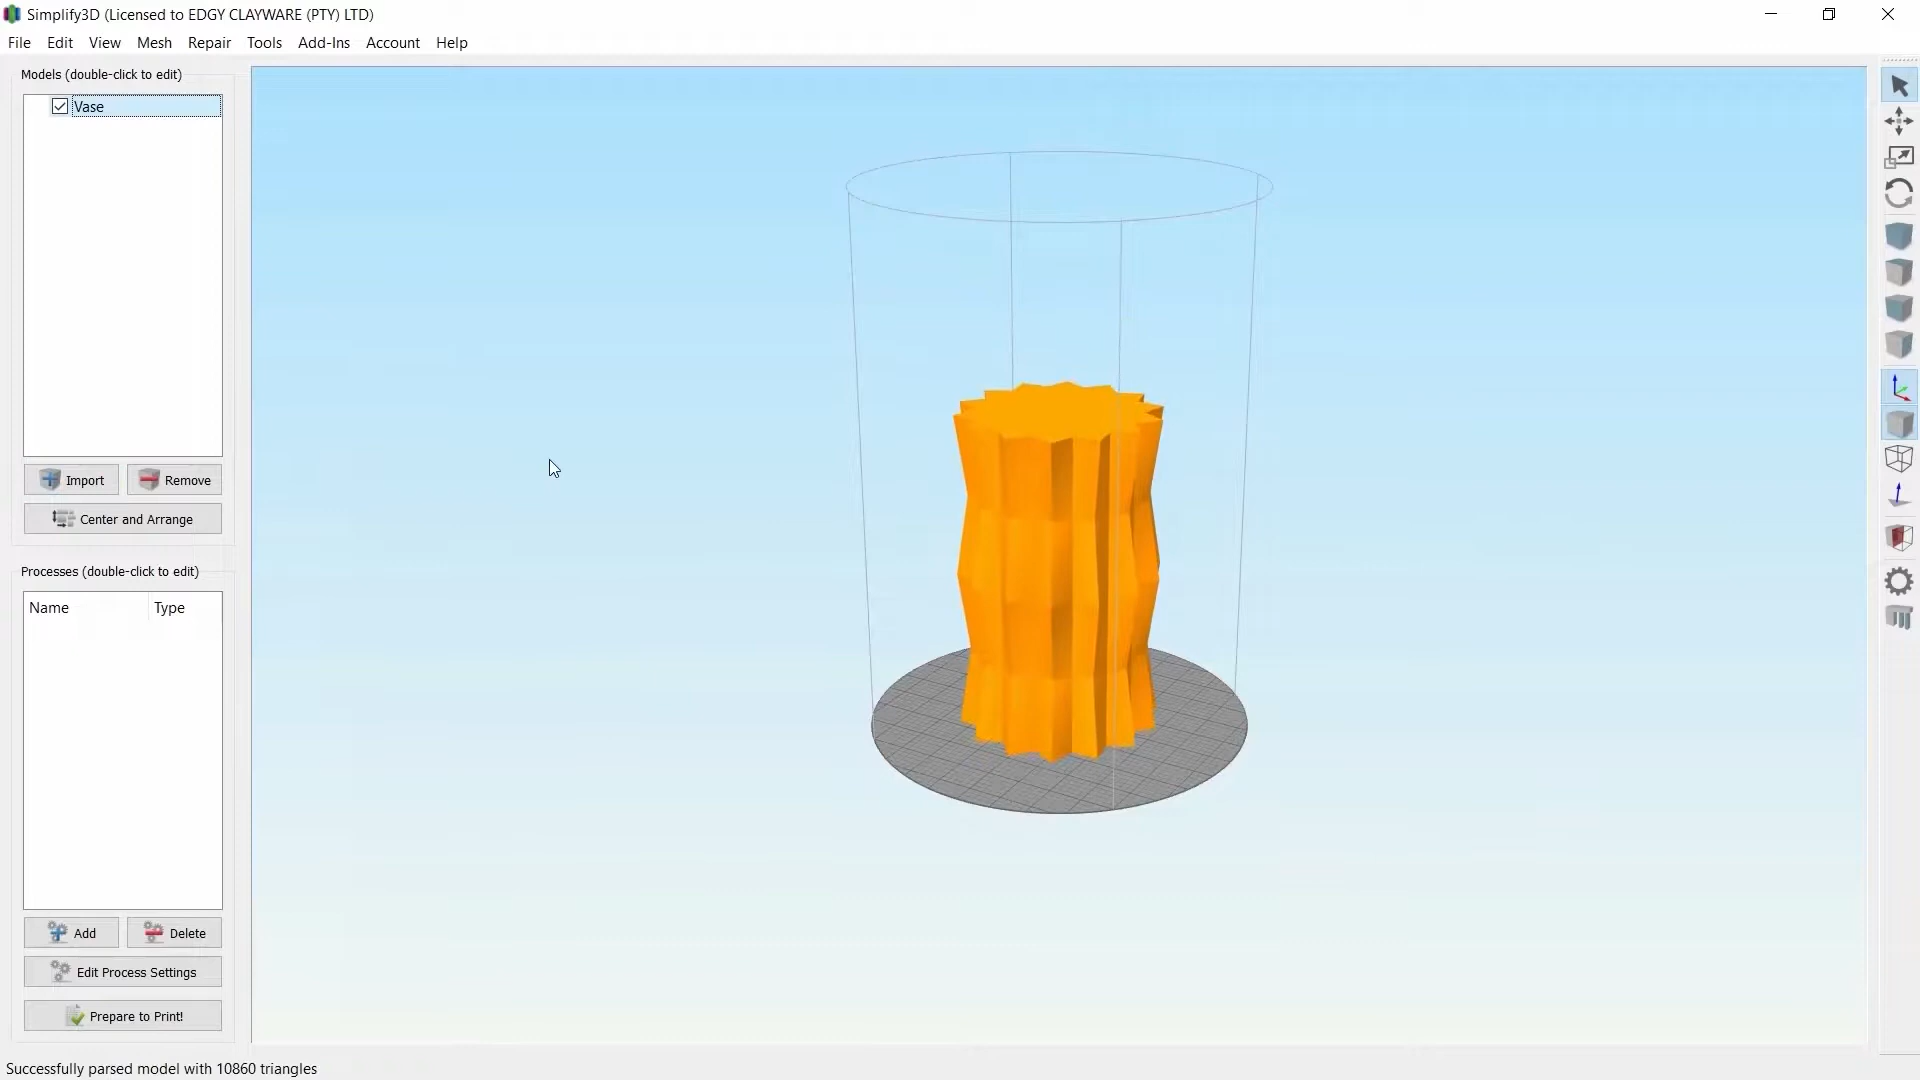 Simplify3D (Licensed to EDGY CLAYWARE (PTY) LTD)
File Edit View Mesh Repair Tools Add-Ins Account Help
Models (double-click to edit)
Vase
Import Remove
Center and Arrange
Processes (double-click to edit)
Name Type
Add Delete
Edit Process Settings
Prepare to Print!
Successfully parsed model with 10860 triangles